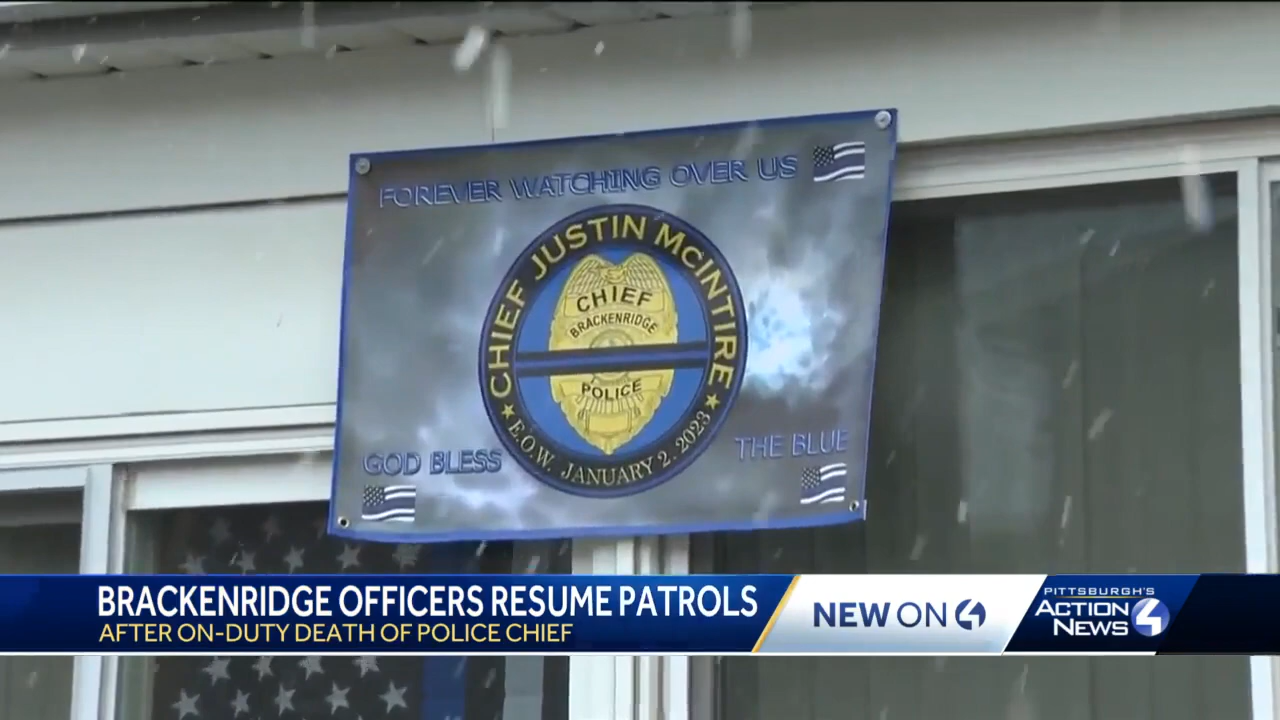 FOREVER WATCHING OVER US
CHIEF JUSTIN McINTIRE
CHIEF
BRACKENRIDGE
POLICE
E.O.W. JANUARY 2, 2023
GOD BLESS
THE BLUE
BRACKENRIDGE OFFICERS RESUME PATROLS
AFTER ON-DUTY DEATH OF POLICE CHIEF
NEW ON 4
PITTSBURGH'S
ACTION
NEWS 4